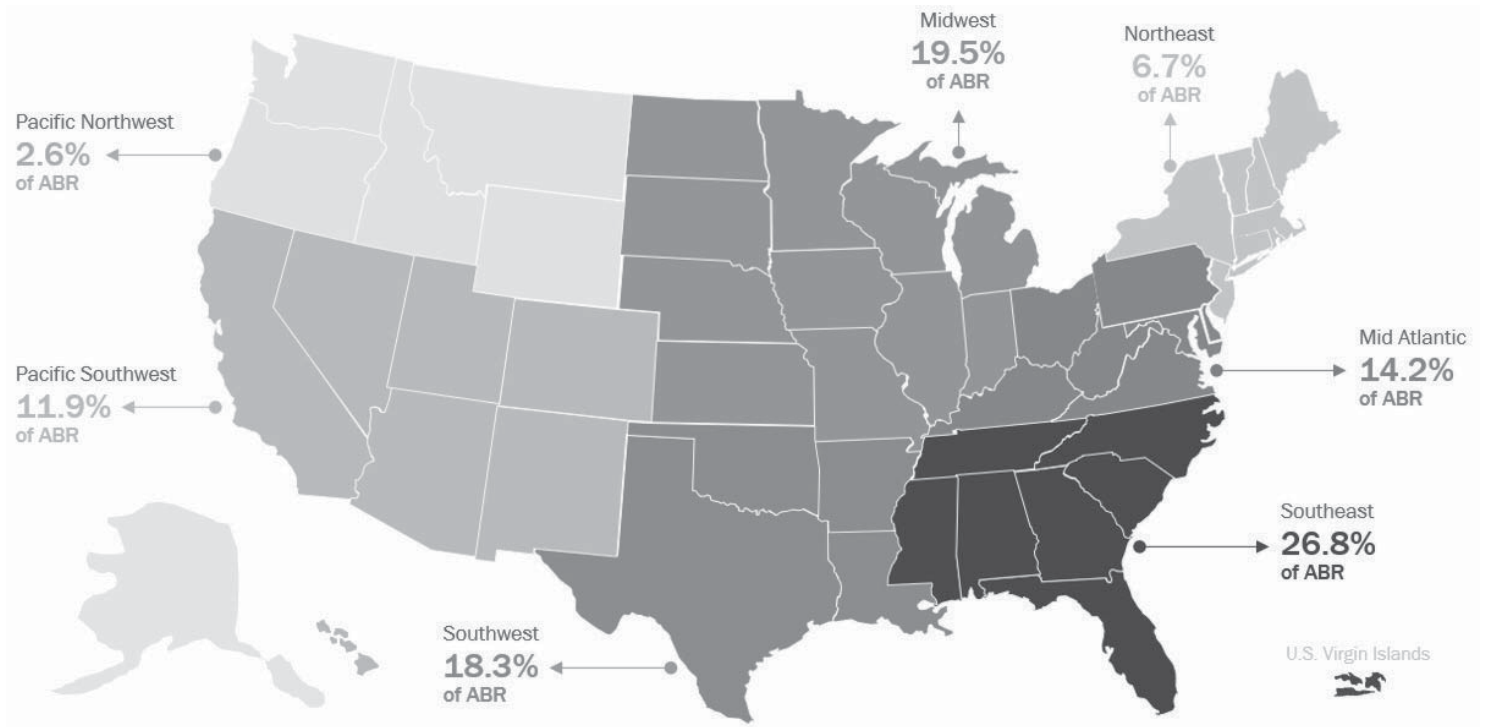 Midwest
19.5%
of ABR
Northeast
6.7%
of ABR
Pacific Northwest
2.6%
of ABR
Mid Atlantic
14.2%
of ABR
Pacific Southwest
11.9%
of ABR
Southeast
26.8%
of ABR
Southwest
18.3%
of ABR
U.S. Virgin Islands